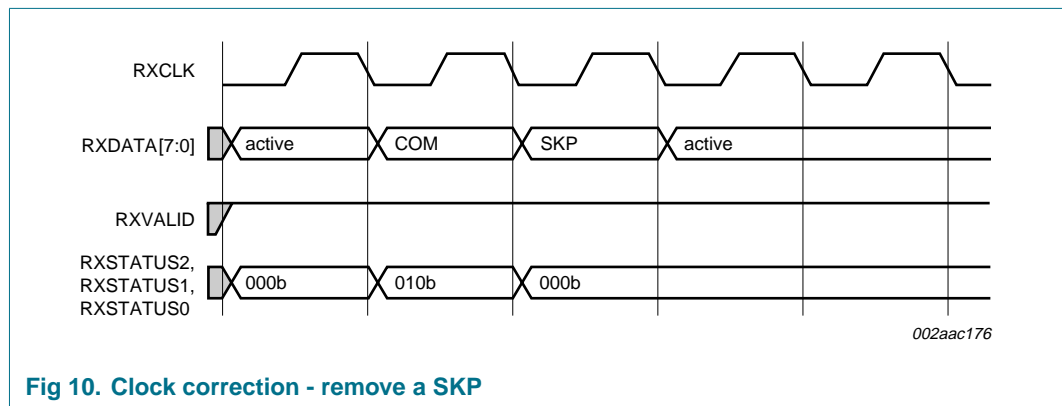 RXCLK
RXDATA[7:0] active COM SKP active
RXVALID
RXSTATUS2,
RXSTATUS1, 000b 010b 000b
RXSTATUS0
002aac176
Fig 10. Clock correction - remove a SKP